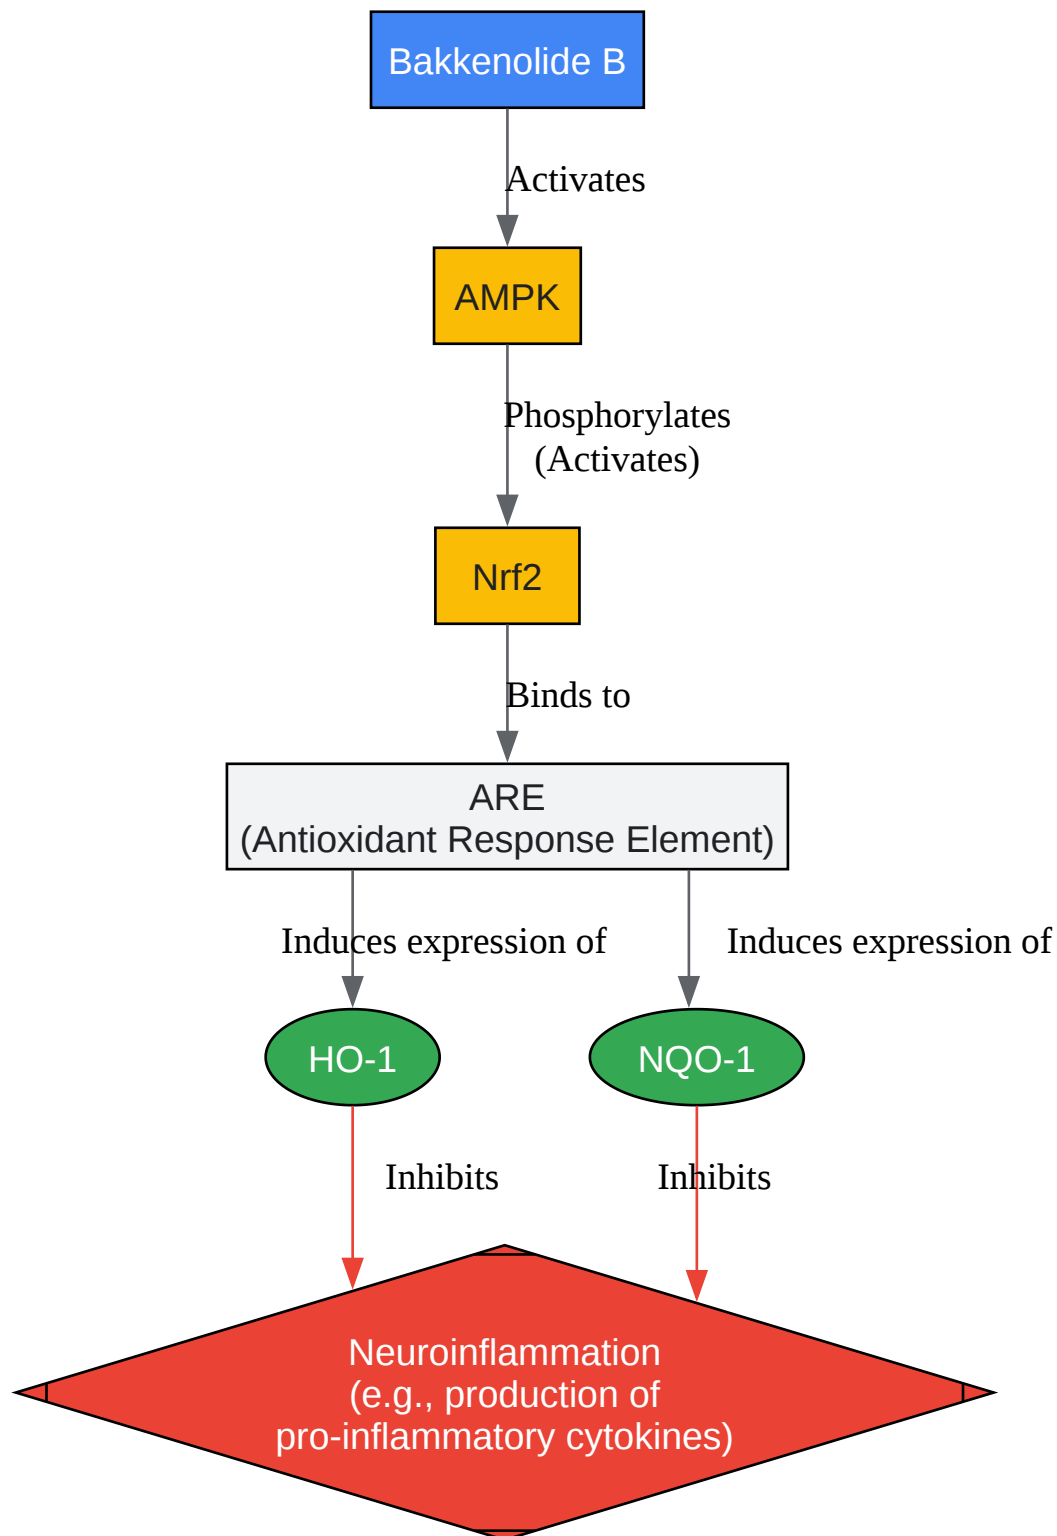 Bakkenolide B
Activates
AMPK
Phosphorylates
(Activates)
Nrf2
Binds to
ARE
(Antioxidant Response Element)
Induces expression of
Induces expression of
HO-1
NQO-1
Inhibits
Inhibits
Neuroinflammation
(e.g., production of
pro-inflammatory cytokines)